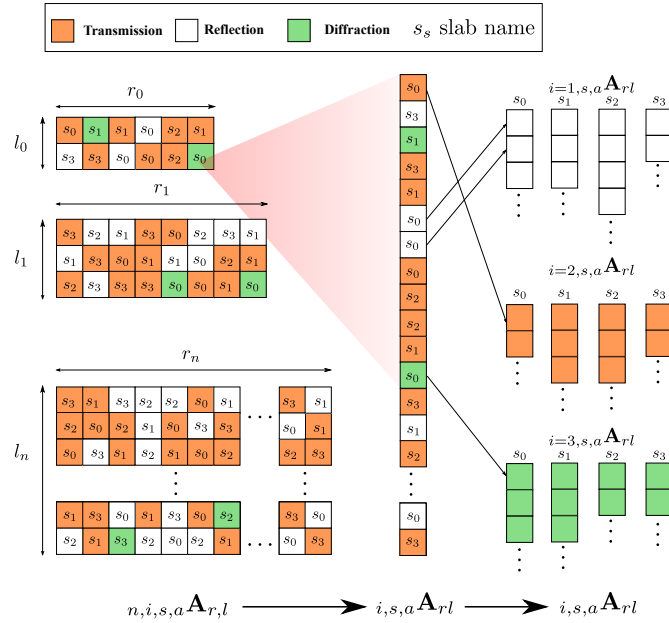 Transmission Reflection Diffraction s_s slab name
r_0
l_0
s_0 s_1 s_1 s_0 s_2 s_1
s_3 s_3 s_0 s_0 s_2 s_0
r_1
l_1
s_3 s_2 s_1 s_3 s_0 s_2 s_3 s_1
s_1 s_3 s_0 s_1 s_1 s_0 s_2 s_1
s_2 s_3 s_3 s_3 s_0 s_1 s_0 s_0
r_n
l_n
s_3 s_1 s_3 s_2 s_2 s_0 s_1 ... s_3 s_1
s_2 s_0 s_2 s_1 s_0 s_3 s_3 ... s_0 s_1
s_0 s_3 s_1 s_2 s_1 s_0 s_2 s_3 s_3
s_1 s_3 s_0 s_1 s_3 s_0 s_2 s_3 s_0
s_2 s_1 s_3 s_0 s_2 s_0 s_1 ... s_0 s_3
s_0
s_3
s_1
s_3
s_1
s_0
s_0
s_0
s_2
s_2
s_1
s_0
s_3
s_1
s_2
s_0
s_3
i=1,s,a A_rl
s_0 s_1 s_2 s_3
i=2,s,a A_rl
s_0 s_1 s_2 s_3
i=3,s,a A_rl
s_0 s_1 s_2 s_3
n,i,s,a A_r,l i,s,a A_rl i,s,a A_rl